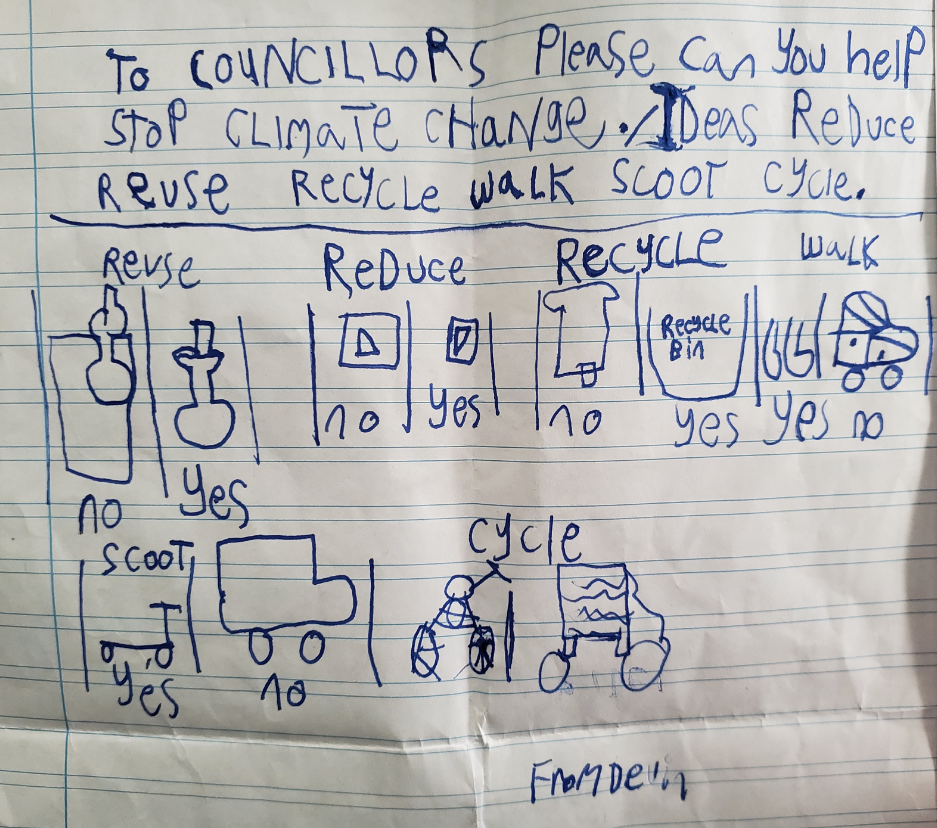 To COUNCILLORS Please Can You help
STOP CLIMATE CHANge. IDeas ReDuce
Reuse RecYcLe walk SCOOT CYcle.
Reuse ReDuce RecYcLe walk
Recycle
Bin
no yes no yes yes no
no yes
SCOOT CYcle
yes no
From